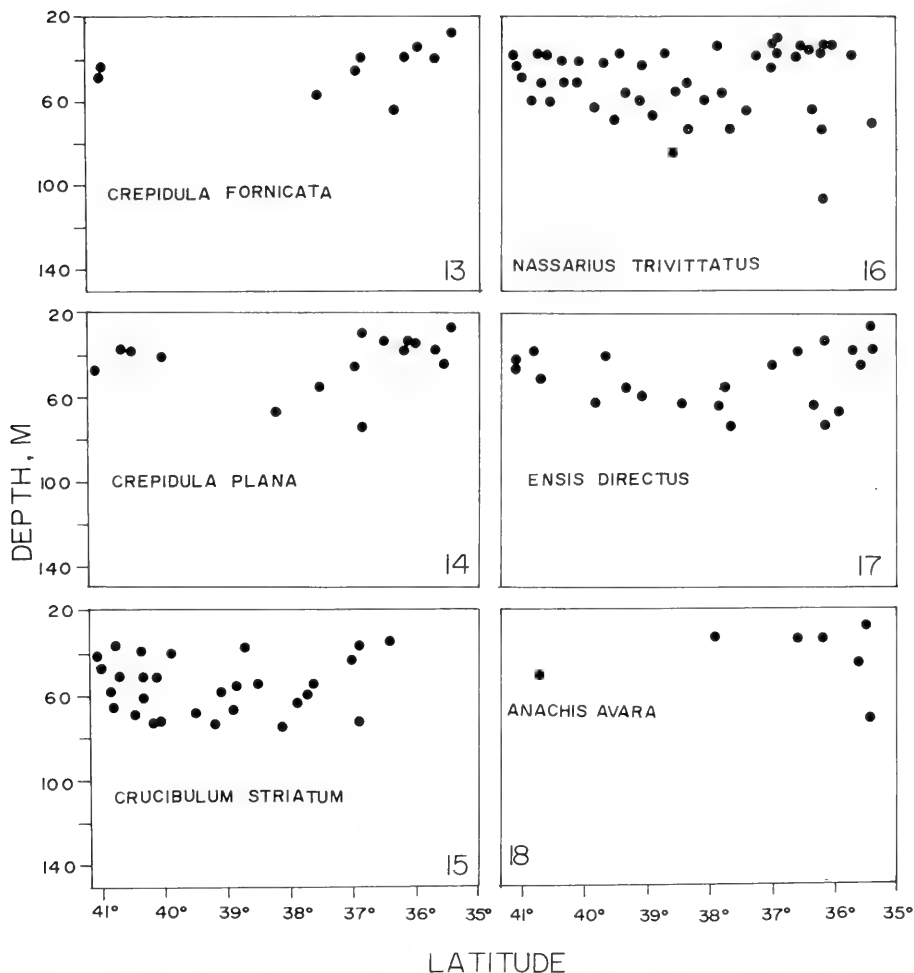 DEPTH, M
20
60
100
140
CREPIDULA FORNICATA
13
NASSARIUS TRIVITTATUS
16
20
60
100
140
CREPIDULA PLANA
14
ENSIS DIRECTUS
17
20
60
100
140
CRUCIBULUM STRIATUM
15
ANACHIS AVARA
18
41° 40° 39° 38° 37° 36° 35°
41° 40° 39° 38° 37° 36° 35°
LATITUDE